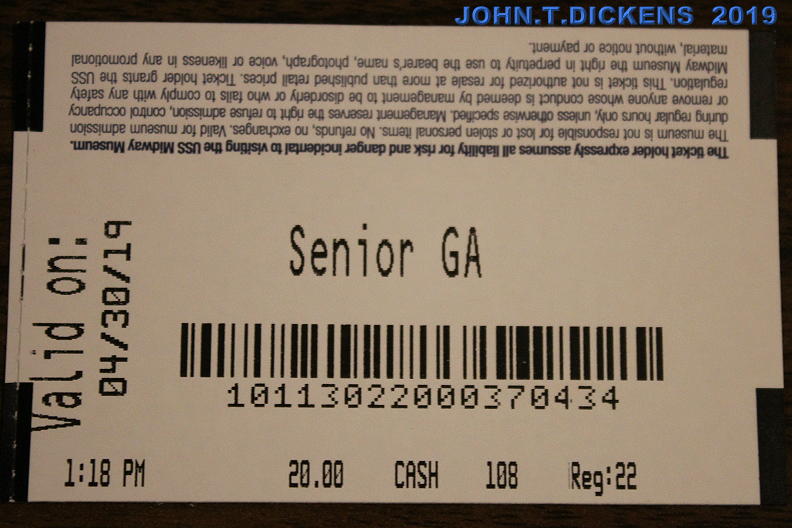 JOHN.T.DICKENS 2019
The ticket holder expressly assumes all liability for risk and danger incidental to visiting the USS Midway Museum.
The museum is not responsible for lost or stolen personal items. No refunds, no exchanges. Valid for museum admission
during regular hours only, unless otherwise specified. Management reserves the right to refuse admission, control occupancy
or remove anyone whose conduct is deemed by management to be disorderly or who fails to comply with any safety
regulation. This ticket is not authorized for resale at more than published retail prices. Ticket holder grants the USS
Midway Museum the right in perpetuity to use the bearer's name, photograph, voice or likeness in any promotional
material, without notice or payment.
Valid on:
04/30/19
Senior GA
10113022000370434
1:18 PM 20.00 CASH 108 Reg:22